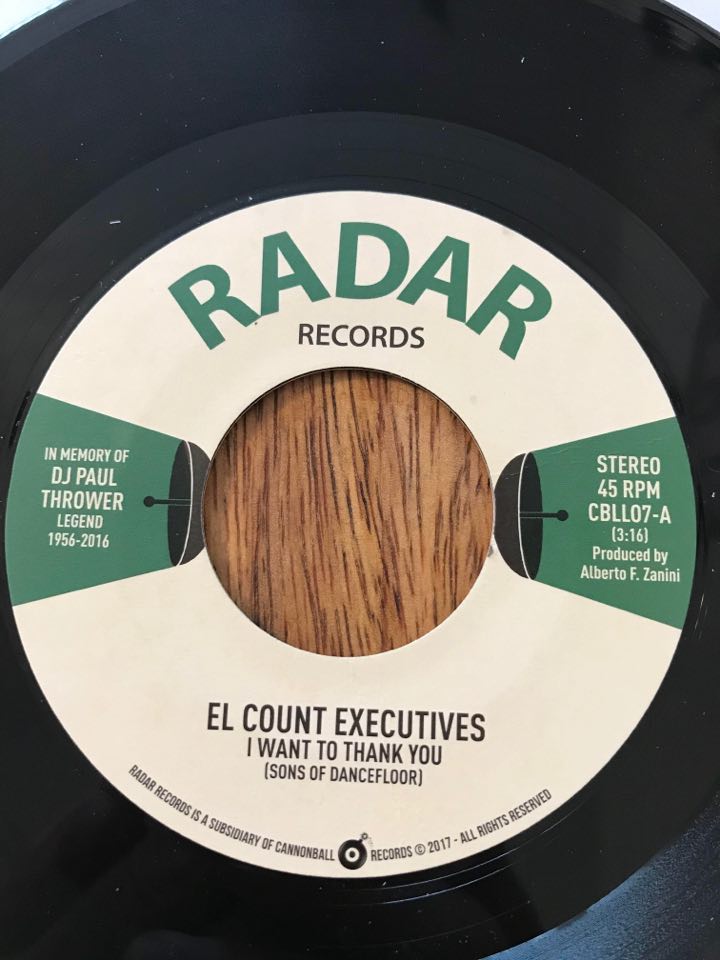 RADAR
RECORDS
IN MEMORY OF
DJ PAUL
THROWER
LEGEND
1956-2016
STEREO
45 RPM
CBLL07-A
(3:16)
Produced by
Alberto F. Zanini
EL COUNT EXECUTIVES
I WANT TO THANK YOU
(SONS OF DANCEFLOOR)
RADAR RECORDS IS A SUBSIDIARY OF CANNONBALL RECORDS © 2017 - ALL RIGHTS RESERVED